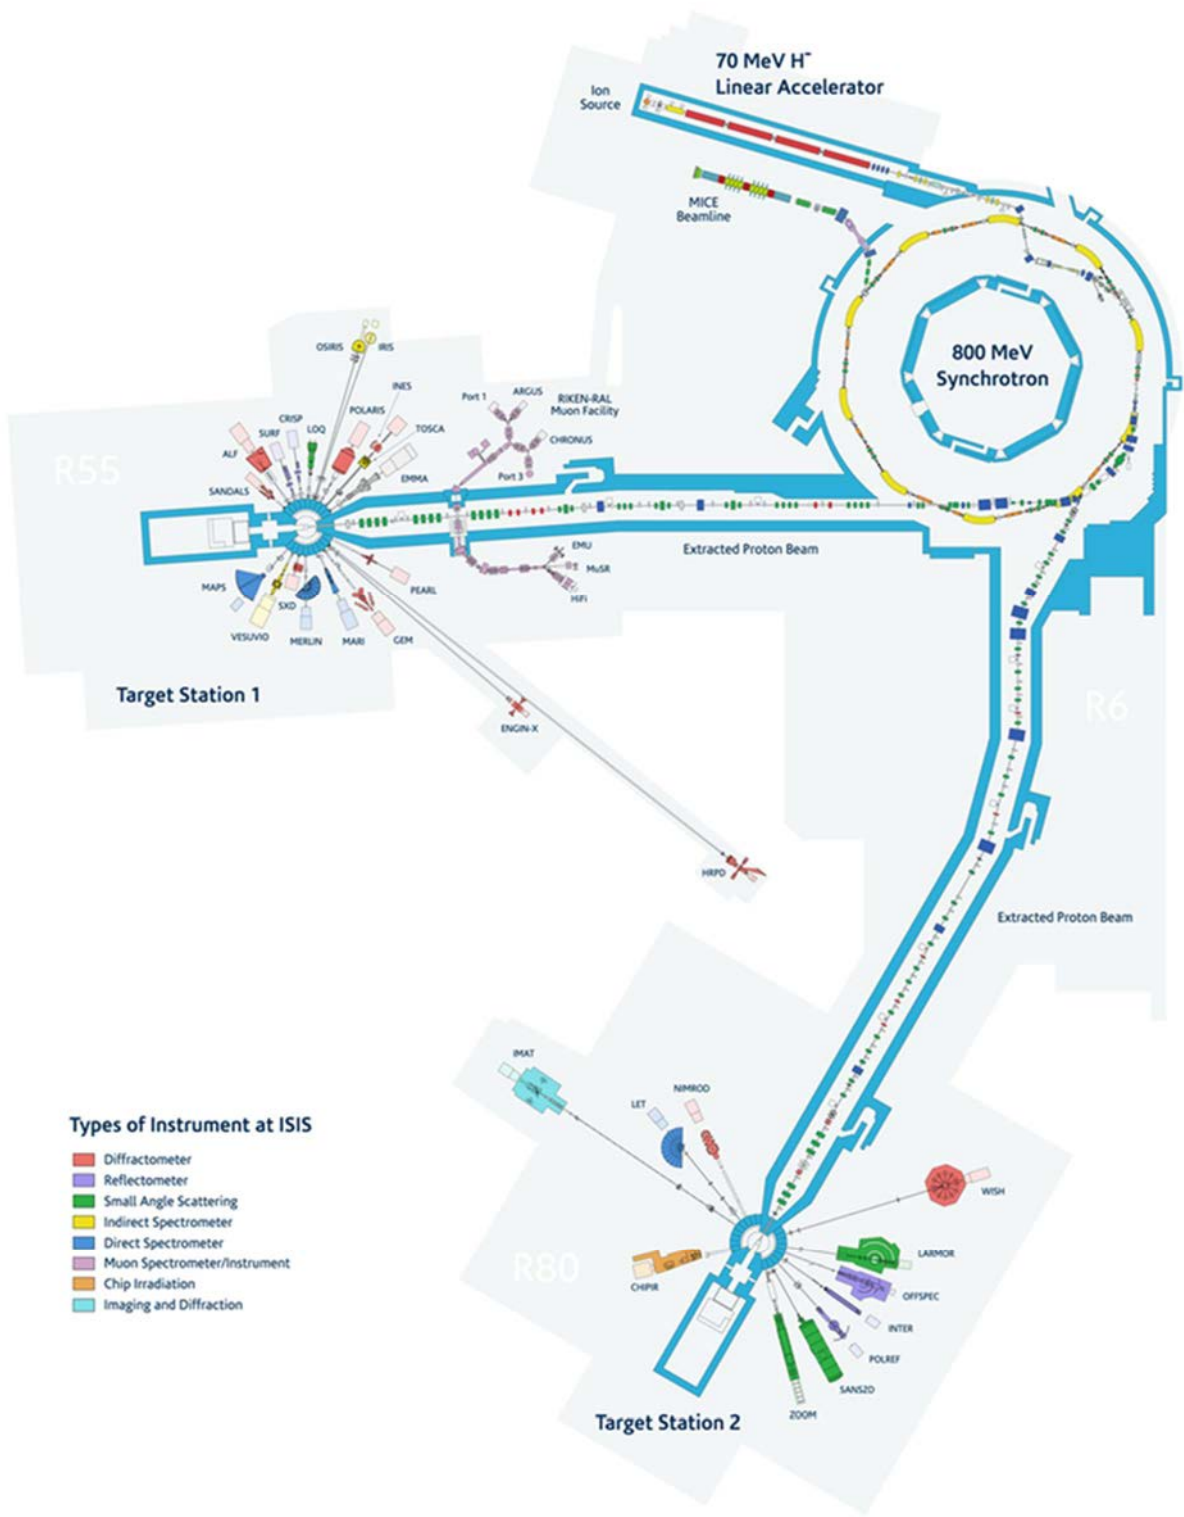 70 MeV H⁻
Linear Accelerator
Ion
Source
MICE
Beamline
800 MeV
Synchrotron
OSIRIS
IRIS
INES
POLARIS
TOSCA
CRISP
SURF
LOQ
ALF
SANDALS
EMMA
Port 1
ARGUS
RIKEN-RAL
Muon Facility
CHRONUS
Port 3
R55
Extracted Proton Beam
EMU
MuSR
HiFi
MAPS
VESUVIO
SXD
MERLIN
MARI
GEM
PEARL
Target Station 1
ENGIN-X
HRPD
R6
Extracted Proton Beam
IMAT
LET
NIMROD
WISH
LARMOR
OFFSPEC
INTER
POLREF
SANS2D
ZOOM
CHIPIR
R80
Target Station 2
Types of Instrument at ISIS
Diffractometer
Reflectometer
Small Angle Scattering
Indirect Spectrometer
Direct Spectrometer
Muon Spectrometer/Instrument
Chip Irradiation
Imaging and Diffraction